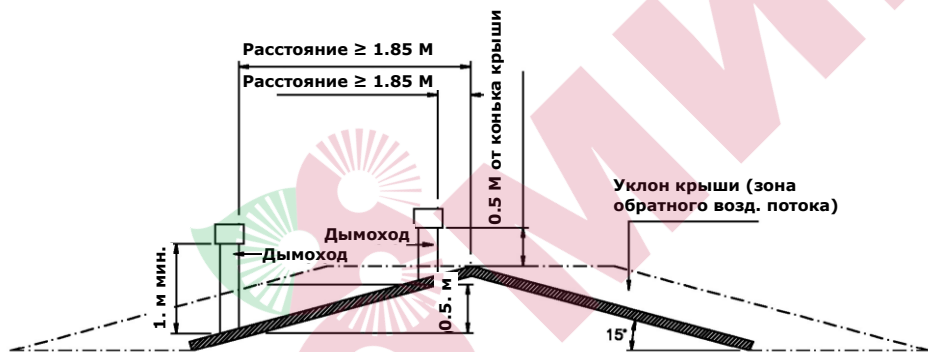 Расстояние ≥ 1.85 М
Расстояние ≥ 1.85 М
0.5 М от конька крыши
Уклон крыши (зона
обратного возд. потока)
Дымоход
Дымоход
1. м мин.
0.5. м
15°
МИ